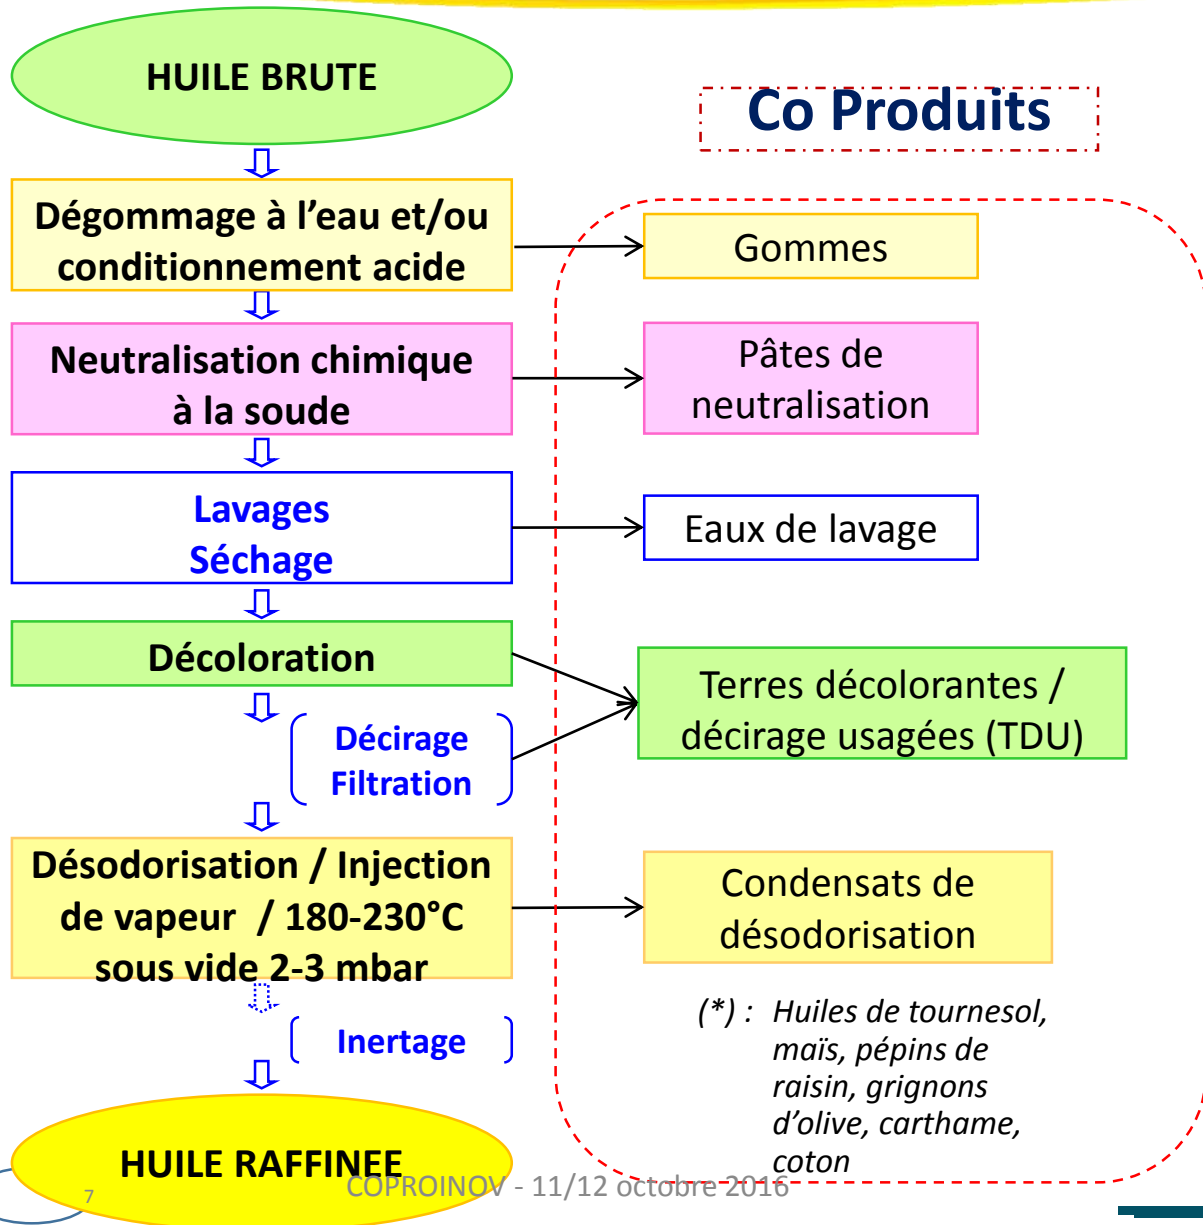 HUILE BRUTE
Co Produits
Dégommage à l’eau et/ou
conditionnement acide
Gommes
Neutralisation chimique
à la soude
Pâtes de
neutralisation
Lavages
Séchage
Eaux de lavage
Décoloration
Terres décolorantes /
décirage usagées (TDU)
Décirage
Filtration
Désodorisation / Injection
de vapeur / 180-230°C
sous vide 2-3 mbar
Condensats de
désodorisation
(*) : Huiles de tournesol,
maïs, pépins de
raisin, grignons
d’olive, carthame,
coton
Inertage
HUILE RAFFINEE
7
COPROINOV - 11/12 octobre 2016